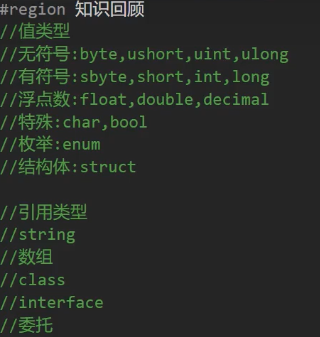 #region 知识回顾
//值类型
//无符号:byte,ushort,uint,ulong
//有符号:sbyte,short,int,long
//浮点数:float,double,decimal
//特殊:char,bool
//枚举:enum
//结构体:struct

//引用类型
//string
//数组
//class
//interface
//委托